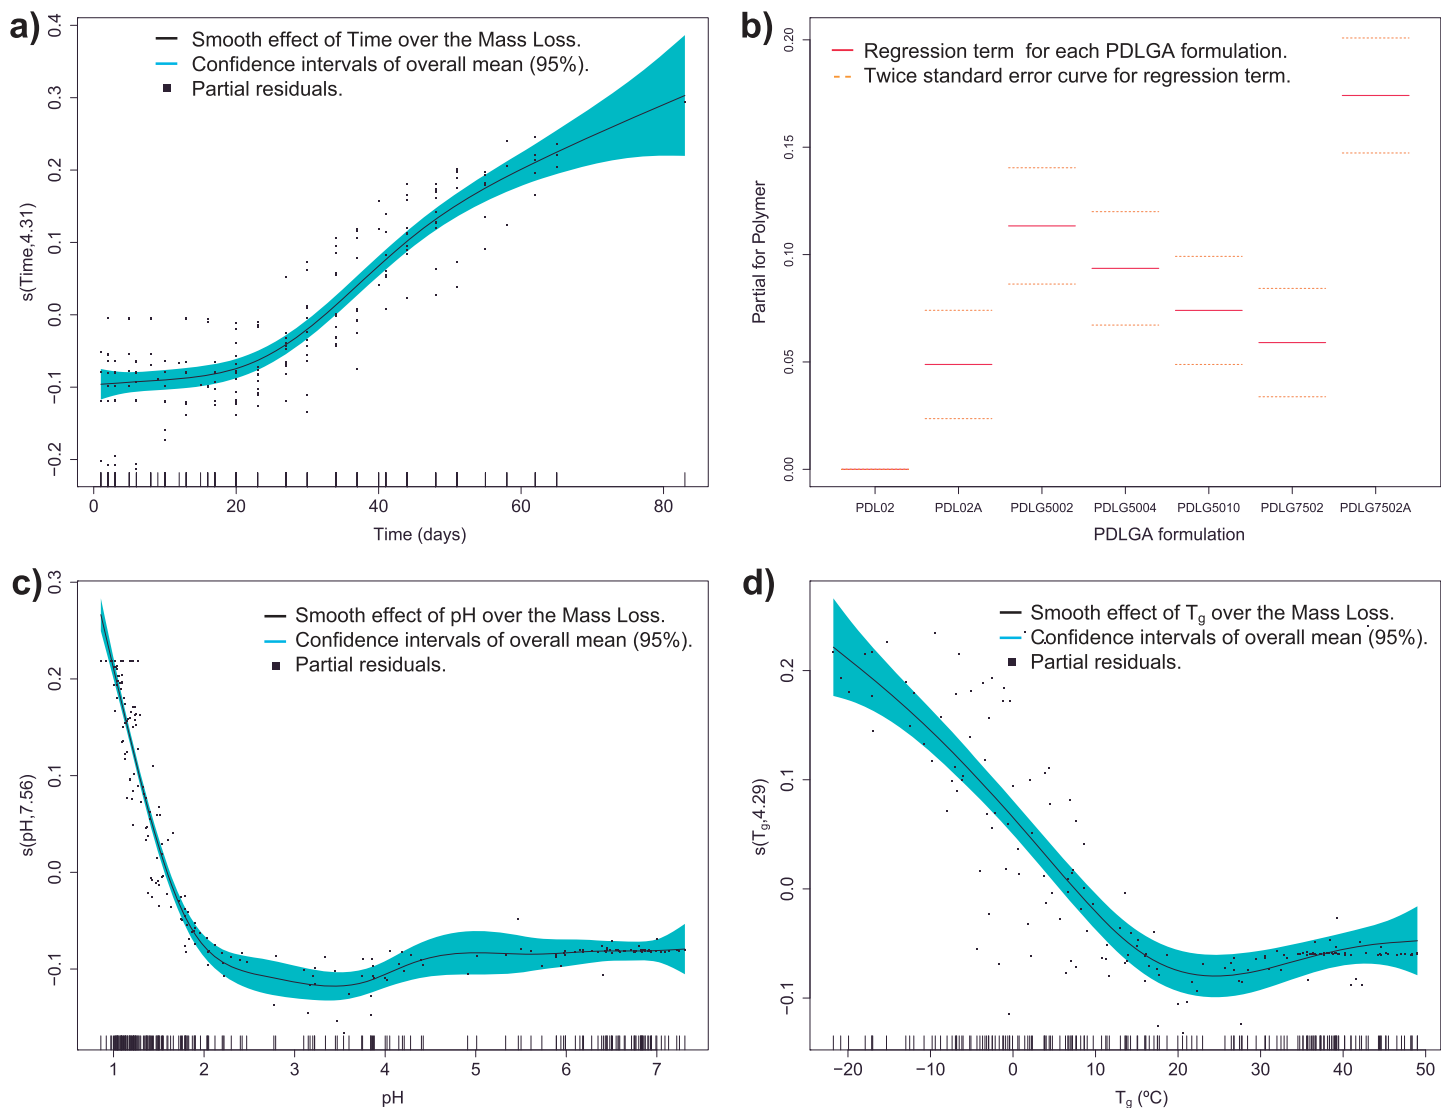 a)
Smooth effect of Time over the Mass Loss.
Confidence intervals of overall mean (95%).
Partial residuals.
s(Time,4.31)
0.4
0.3
0.2
0.1
0.0
−0.1
−0.2
0 20 40 60 80
Time (days)
b)
Regression term for each PDLGA formulation.
Twice standard error curve for regression term.
Partial for Polymer
0.20
0.15
0.10
0.05
0.00
PDL02 PDL02A PDLG5002 PDLG5004 PDLG5010 PDLG7502 PDLG7502A
PDLGA formulation
c)
Smooth effect of pH over the Mass Loss.
Confidence intervals of overall mean (95%).
Partial residuals.
s(pH,7.56)
0.3
0.2
0.1
0.0
−0.1
1 2 3 4 5 6 7
pH
d)
Smooth effect of Tg over the Mass Loss.
Confidence intervals of overall mean (95%).
Partial residuals.
s(Tg,4.29)
0.2
0.1
0.0
−0.1
−20 −10 0 10 20 30 40 50
Tg (ºC)